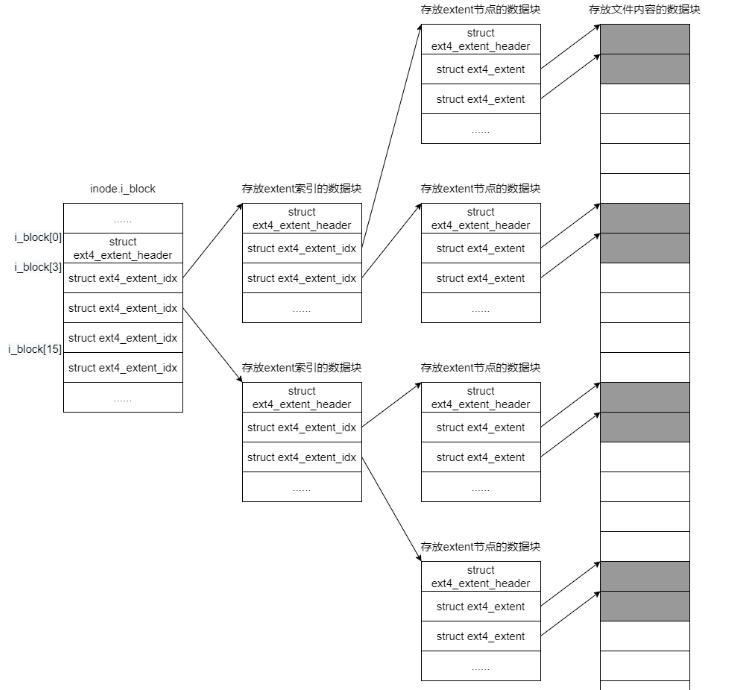 存放extent节点的数据块
struct
ext4_extent_header
struct ext4_extent
struct ext4_extent
......
存放文件内容的数据块
inode.i_block
......
i_block[0]
struct
ext4_extent_header
i_block[3]
struct ext4_extent_idx
struct ext4_extent_idx
struct ext4_extent_idx
i_block[15]
struct ext4_extent_idx
......
存放extent索引的数据块
struct
ext4_extent_header
struct ext4_extent_idx
struct ext4_extent_idx
......
存放extent节点的数据块
struct
ext4_extent_header
struct ext4_extent
struct ext4_extent
......
存放extent索引的数据块
struct
ext4_extent_header
struct ext4_extent_idx
struct ext4_extent_idx
......
存放extent节点的数据块
struct
ext4_extent_header
struct ext4_extent
struct ext4_extent
......
存放extent节点的数据块
struct
ext4_extent_header
struct ext4_extent
struct ext4_extent
......